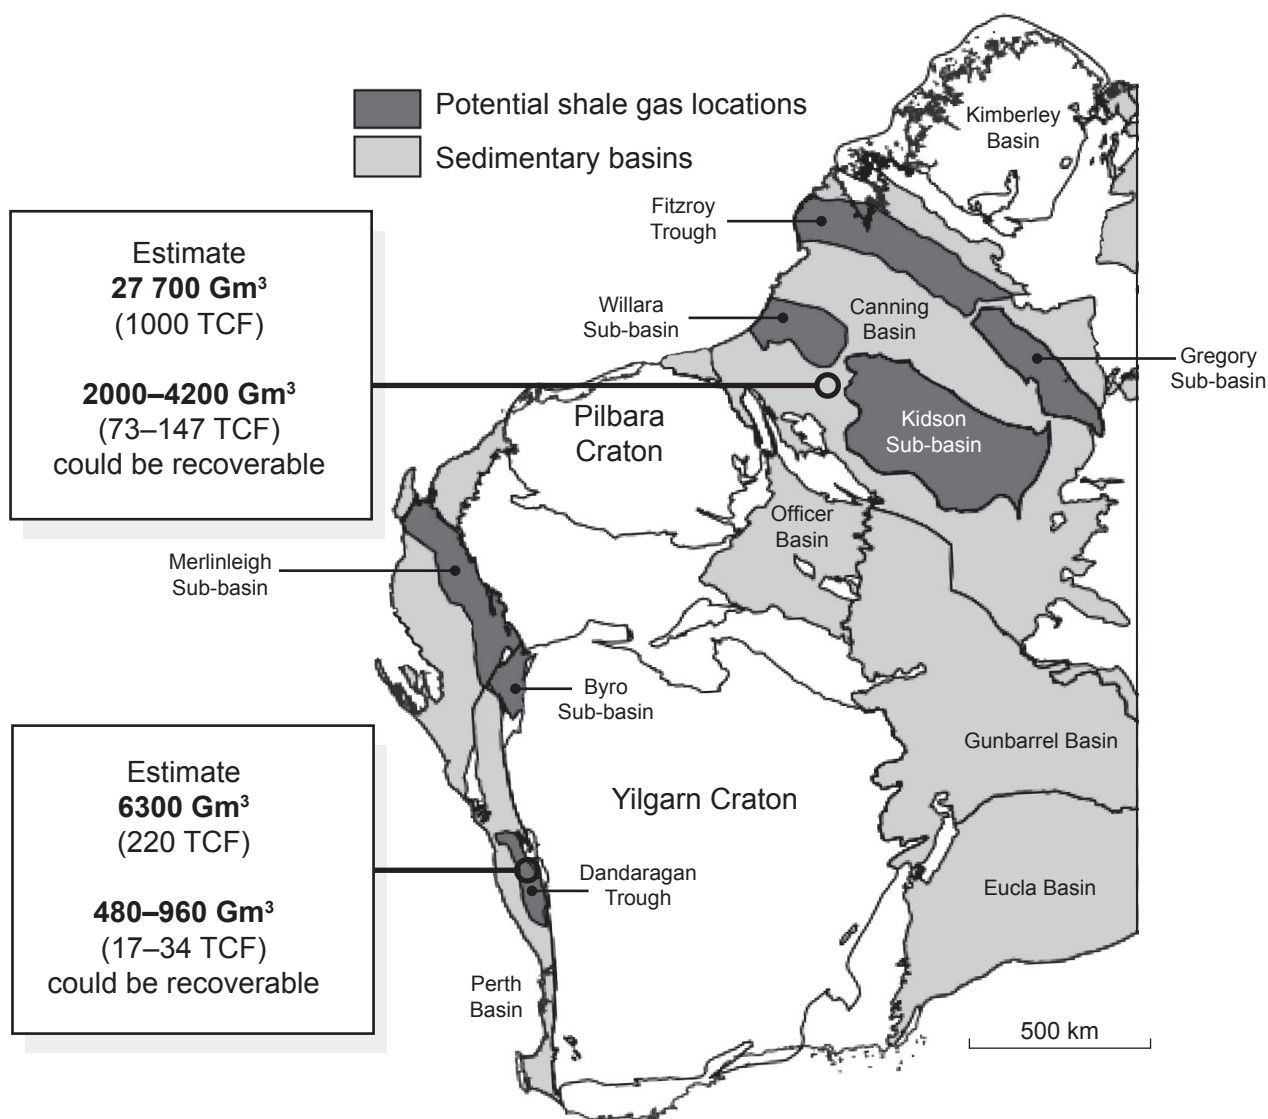 Potential shale gas locations
Sedimentary basins
Kimberley
Basin
Fitzroy
Trough
Estimate
27 700 Gm³
(1000 TCF)
2000–4200 Gm³
(73–147 TCF)
could be recoverable
Willara
Sub-basin
Canning
Basin
Gregory
Sub-basin
Kidson
Sub-basin
Pilbara
Craton
Officer
Basin
Merlinleigh
Sub-basin
Byro
Sub-basin
Gunbarrel Basin
Estimate
6300 Gm³
(220 TCF)
480–960 Gm³
(17–34 TCF)
could be recoverable
Yilgarn Craton
Dandaragan
Trough
Eucla Basin
Perth
Basin
500 km